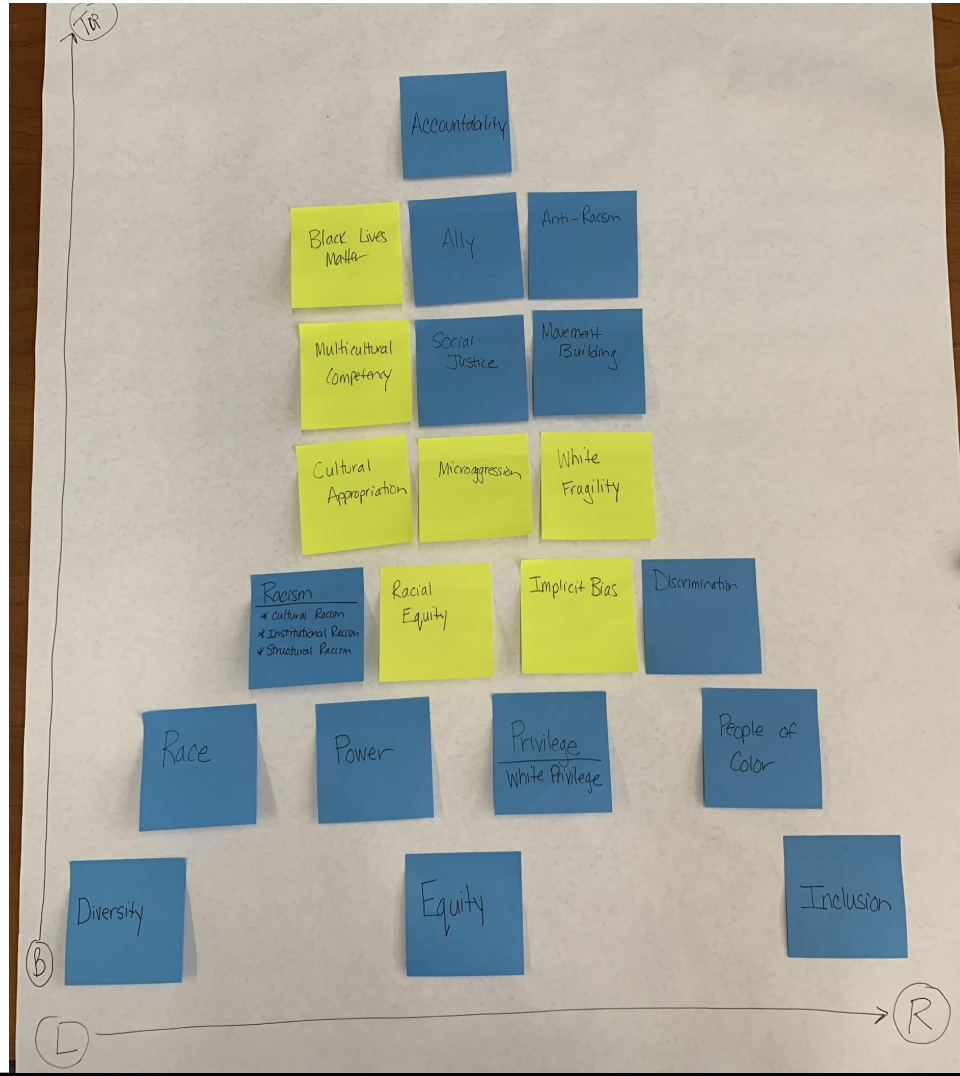 TOP
Accountability
Black Lives
Matter
Ally
Anti-Racism
Multicultural
Competency
Social
Justice
Movement
Building
Cultural
Appropriation
Microaggression
White
Fragility
Racism
* Cultural Racism
* Institutional Racism
* Structural Racism
Racial
Equity
Implicit Bias
Discrimination
Race
Power
Privilege
White Privilege
People of
Color
Diversity
Equity
Inclusion
B
L
R